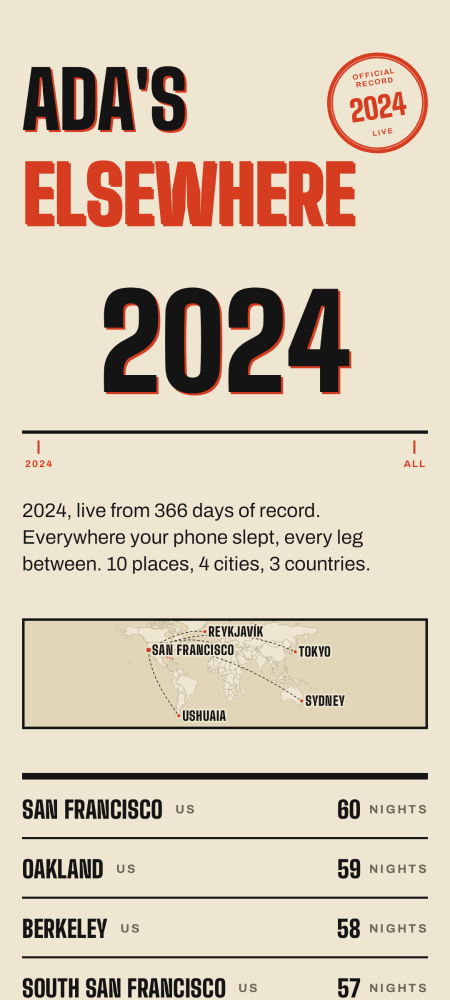 ADA'S
ELSEWHERE
OFFICIAL
RECORD
2024
LIVE
2024
2024
ALL
2024, live from 366 days of record.
Everywhere your phone slept, every leg
between. 10 places, 4 cities, 3 countries.
REYKJAVÍK
SAN FRANCISCO
TOKYO
SYDNEY
USHUAIA
SAN FRANCISCO US 60 NIGHTS
OAKLAND US 59 NIGHTS
BERKELEY US 58 NIGHTS
SOUTH SAN FRANCISCO US 57 NIGHTS